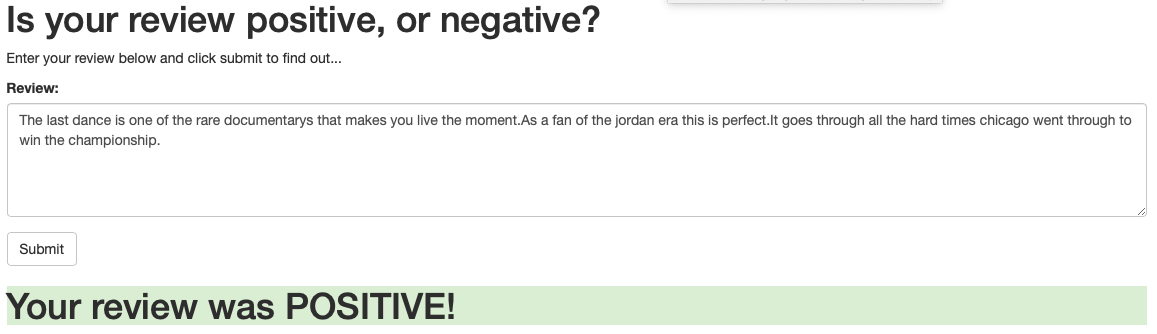 Is your review positive, or negative?
Enter your review below and click submit to find out...
Review:
The last dance is one of the rare documentarys that makes you live the moment.As a fan of the jordan era this is perfect.It goes through all the hard times chicago went through to
win the championship.
Submit
Your review was POSITIVE!